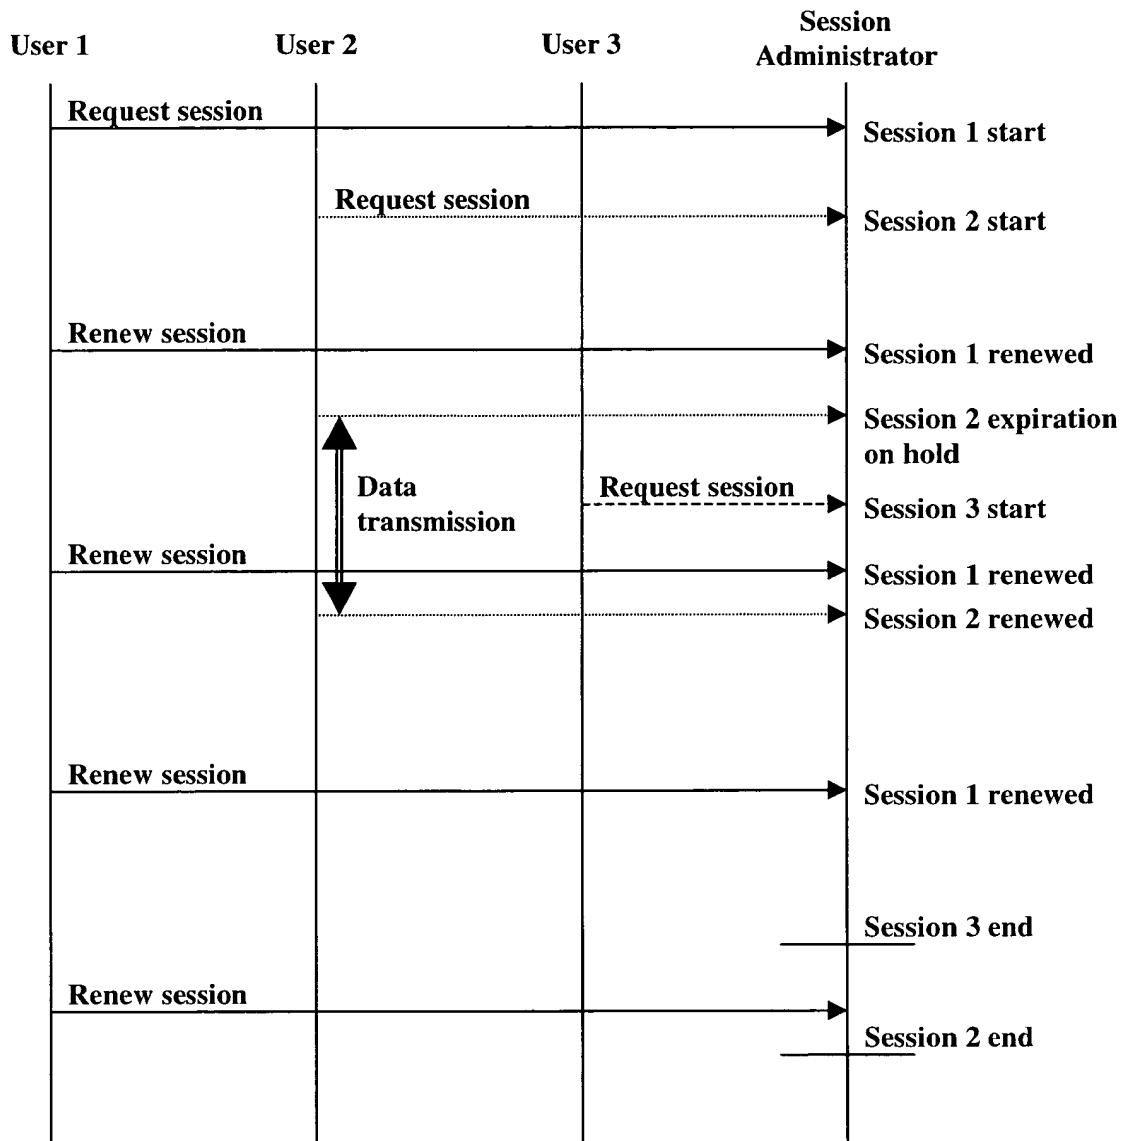 User 1
User 2
User 3
Session
Administrator
Request session
Session 1 start
Request session
Session 2 start
Renew session
Session 1 renewed
Session 2 expiration
on hold
Data
transmission
Request session
Session 3 start
Renew session
Session 1 renewed
Session 2 renewed
Renew session
Session 1 renewed
Session 3 end
Renew session
Session 2 end